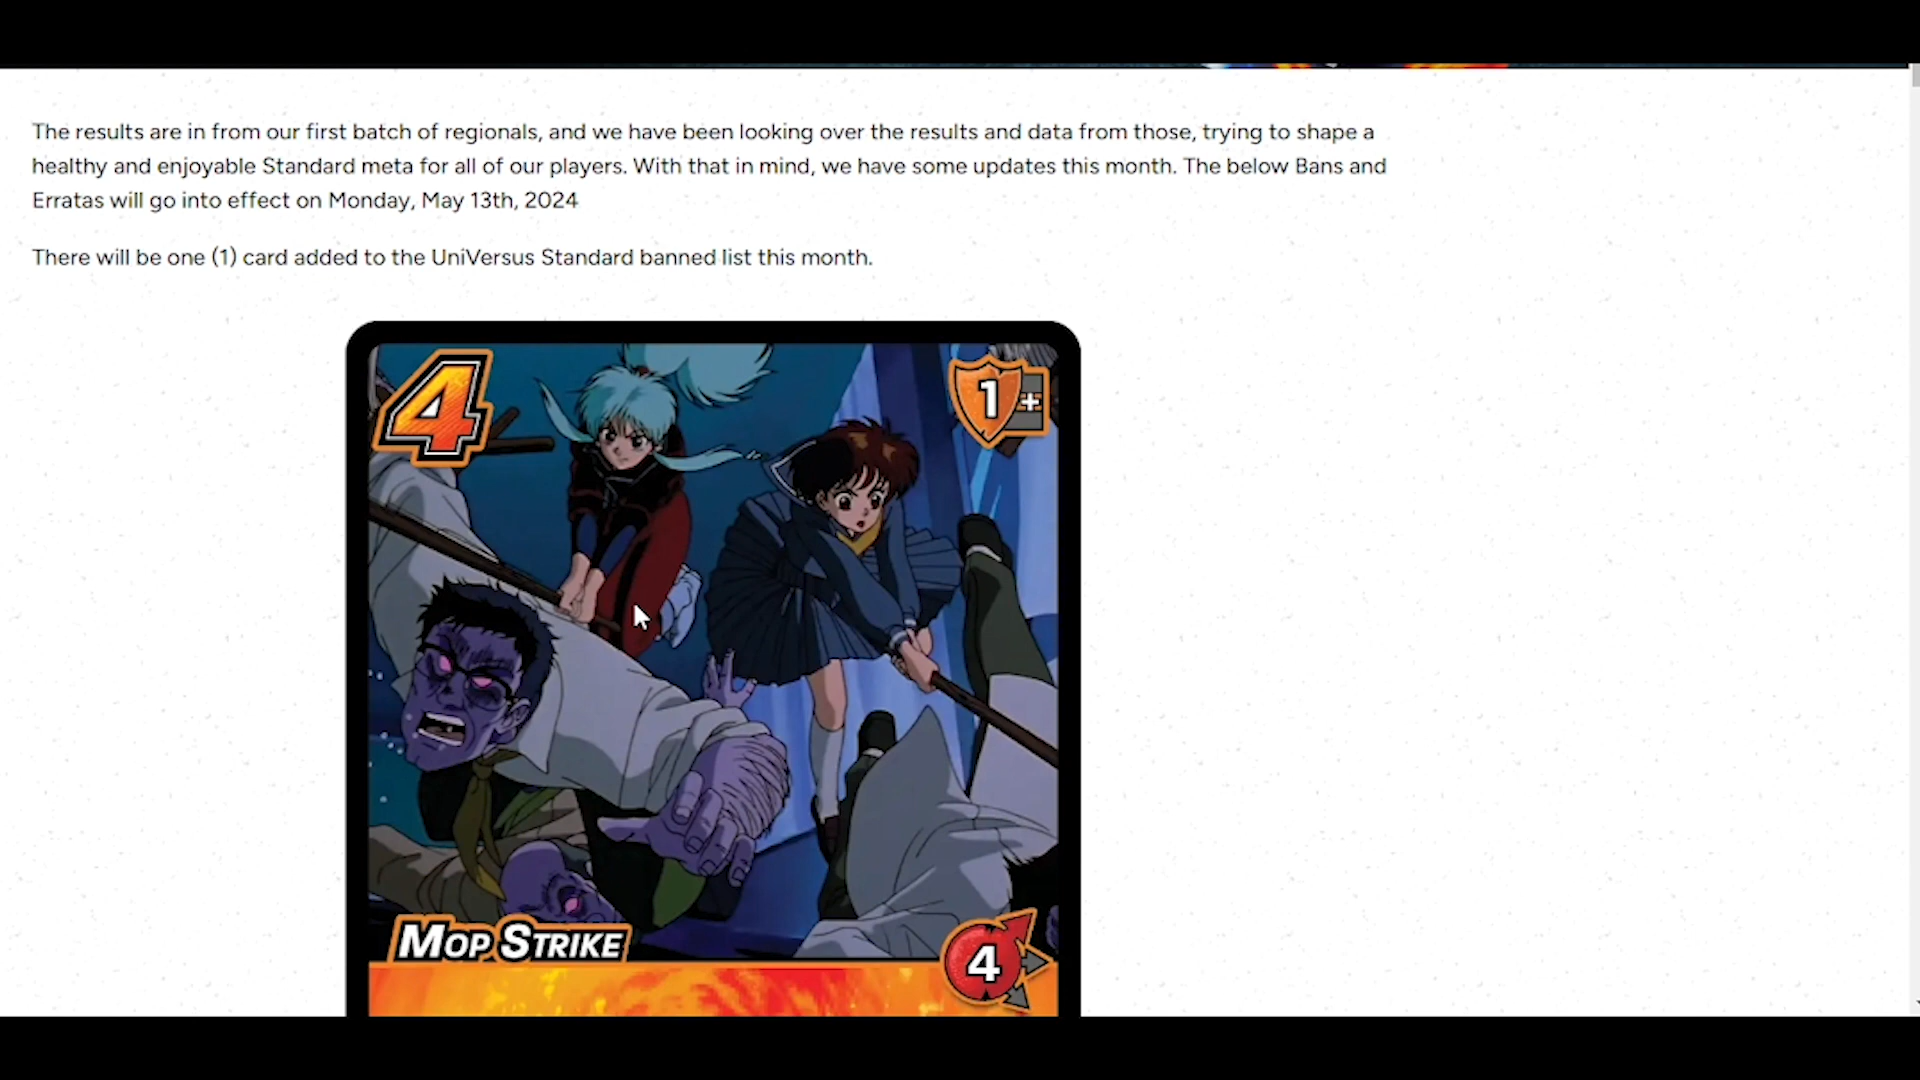 The results are in from our first batch of regionals, and we have been looking over the results and data from those, trying to shape a
healthy and enjoyable Standard meta for all of our players. With that in mind, we have some updates this month. The below Bans and
Erratas will go into effect on Monday, May 13th, 2024
There will be one (1) card added to the UniVersus Standard banned list this month.
4
1 +
MOP STRIKE
4